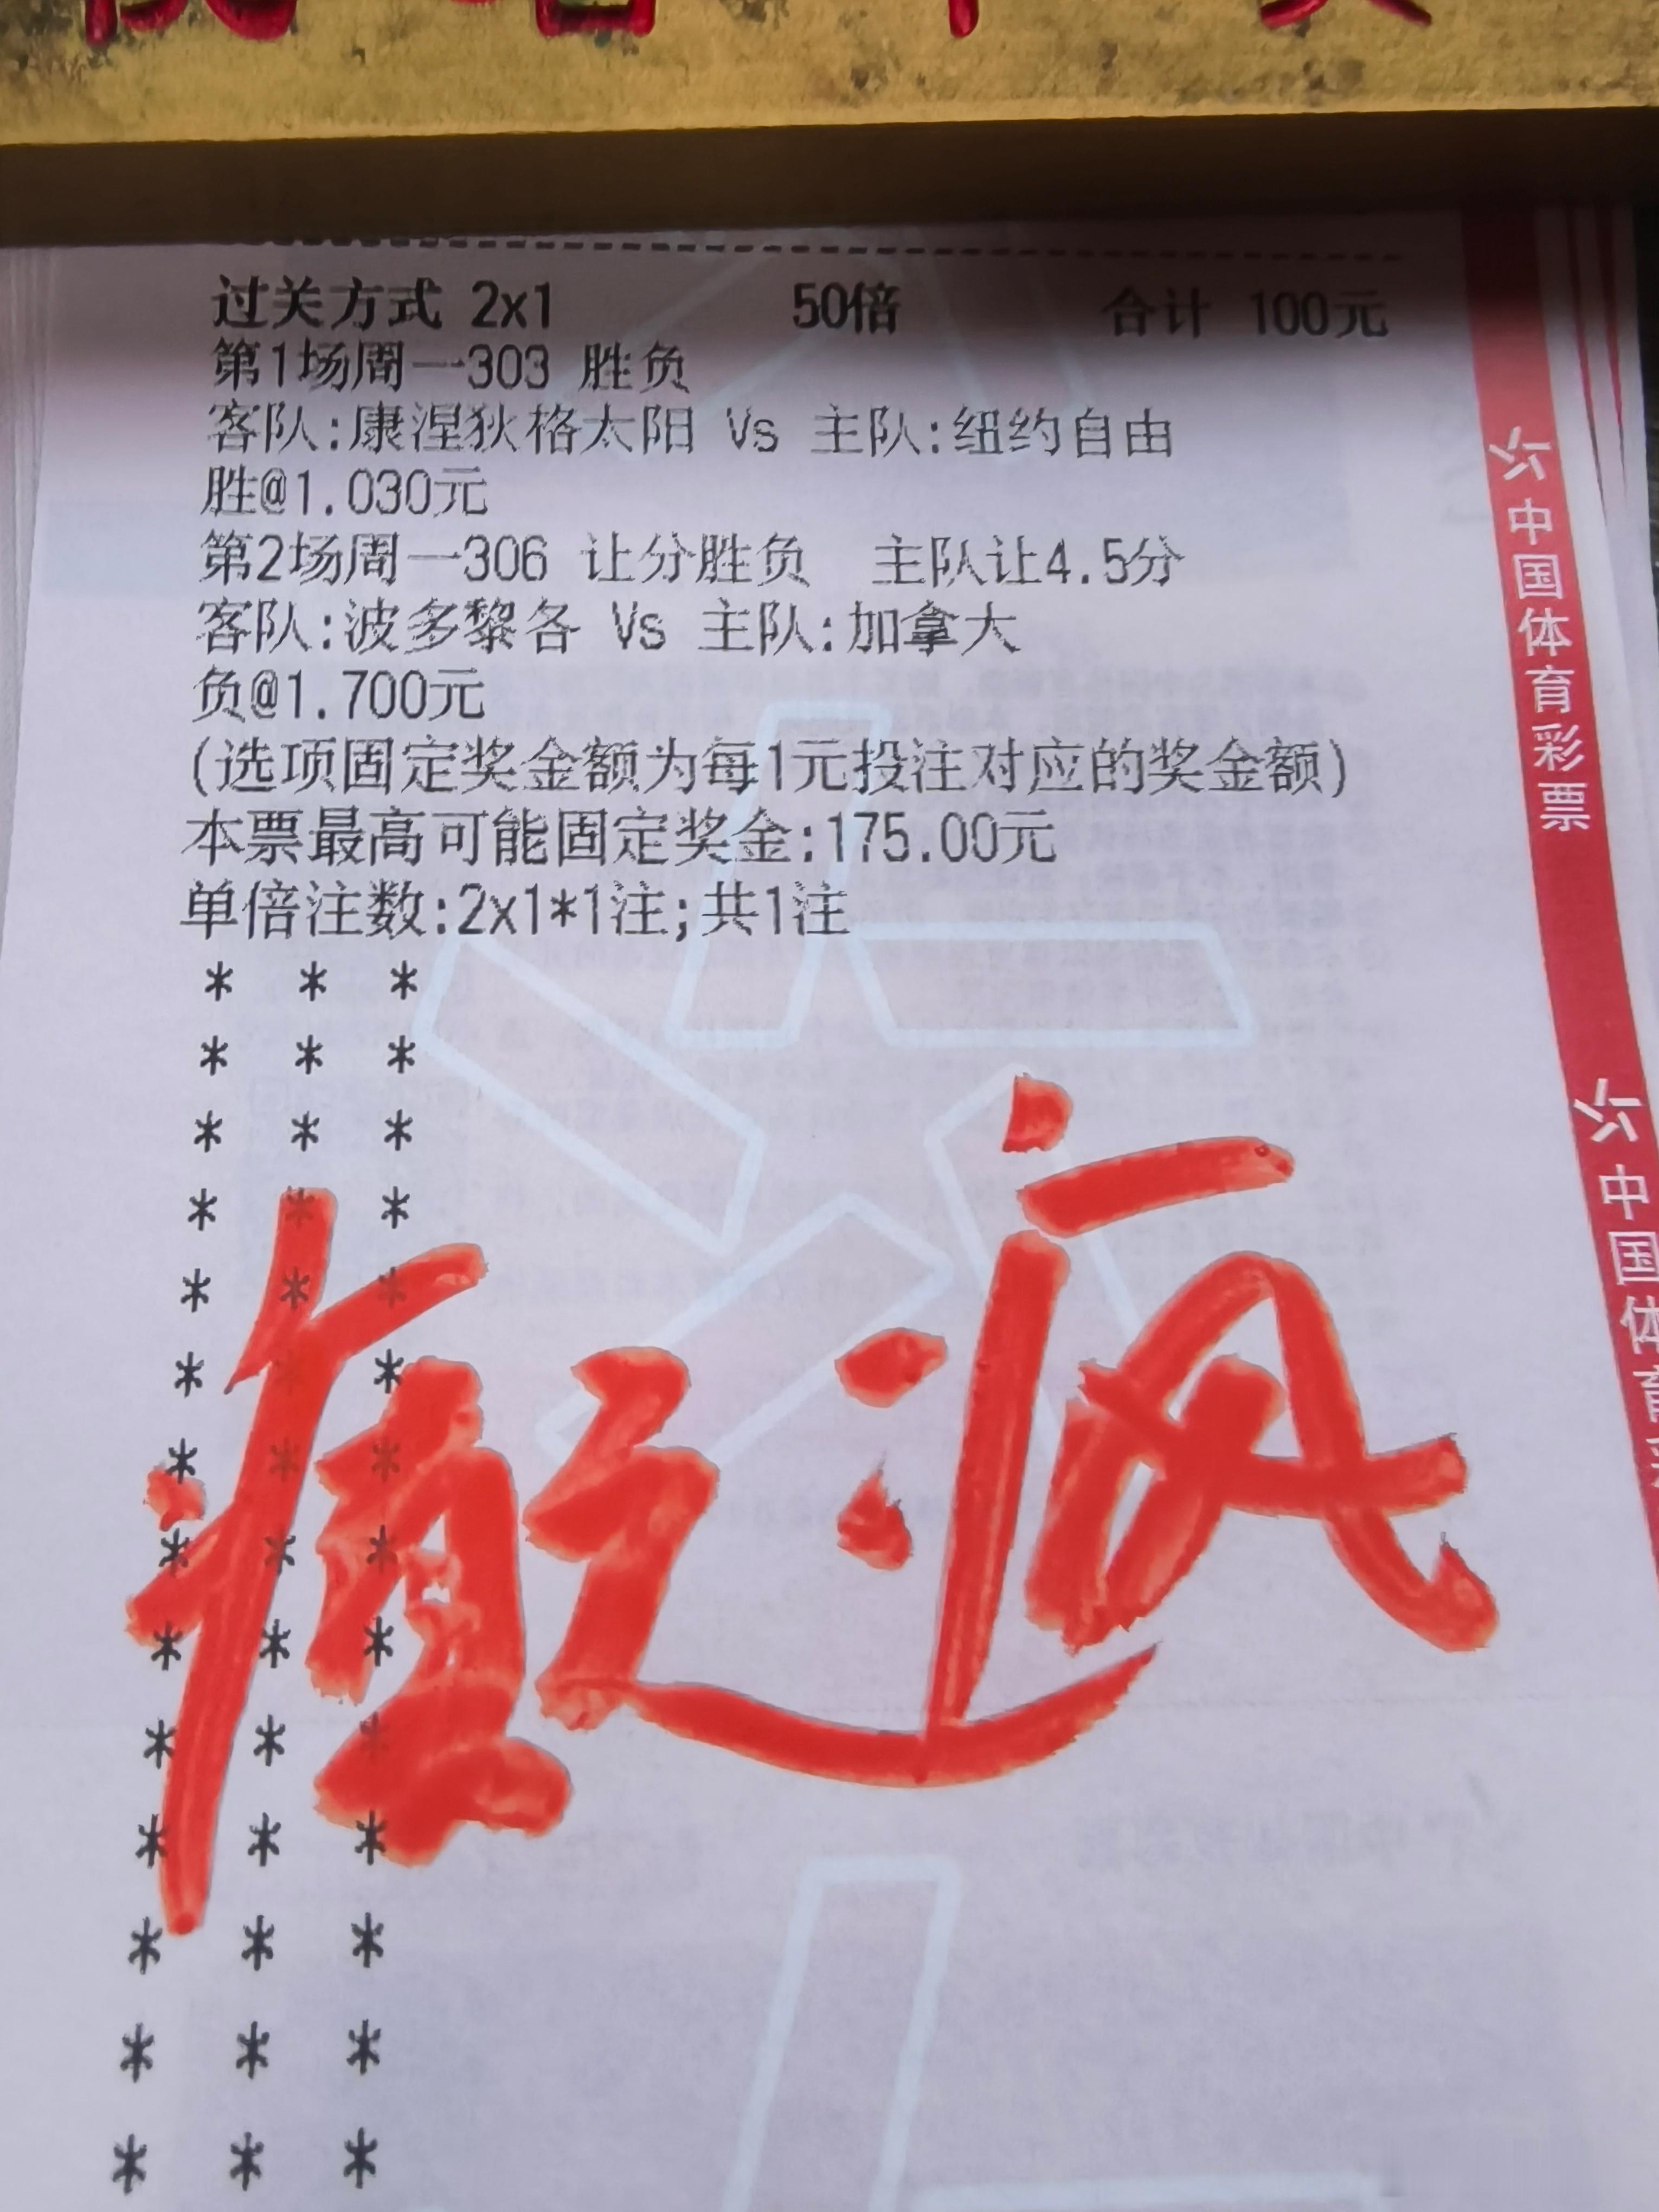 过关方式 2x1 50倍 合计 100元
第1场周一303 胜负
客队:康涅狄格太阳 Vs 主队:纽约自由
胜@1.030元
第2场周一306 让分胜负 主队让4.5分
客队:波多黎各 Vs 主队:加拿大
负@1.700元
(选项固定奖金额为每1元投注对应的奖金额)
本票最高可能固定奖金:175.00元
单倍注数:2x1*1注;共1注
* * *
* * *
* * *
* * *
* * *
* * *
* * *
* * *
* * *
* * *
* * *
* * *
* * *
* * *
中国体育彩票
中国体育彩